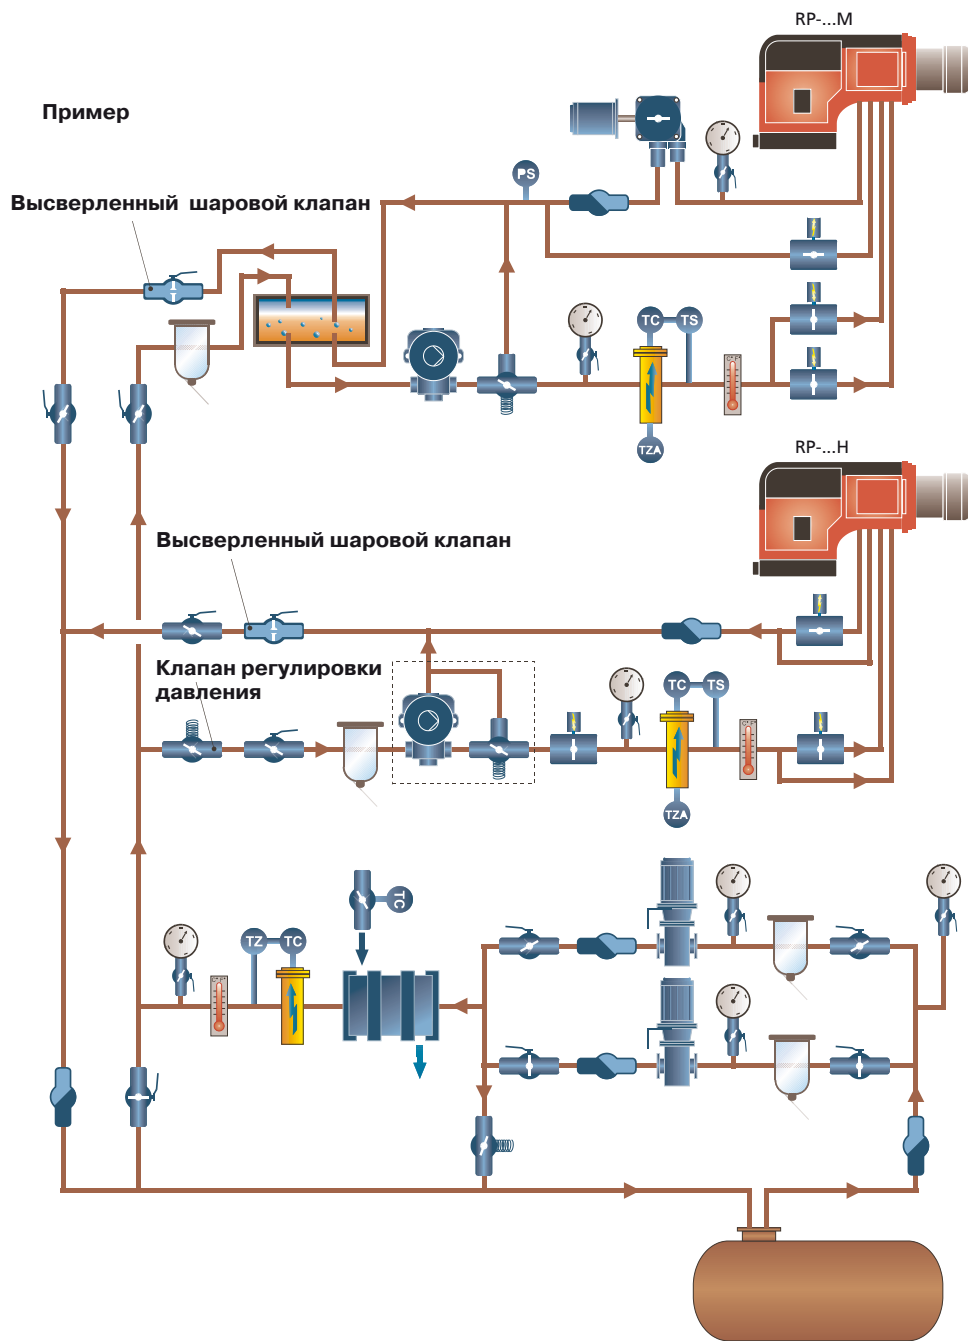 RP-...M
Пример
PS
Высверленный шаровой клапан
TC
TS
TZA
RP-...H
Высверленный шаровой клапан
Клапан регулировки
давления
TC
TS
TZA
TC
TZ
TC